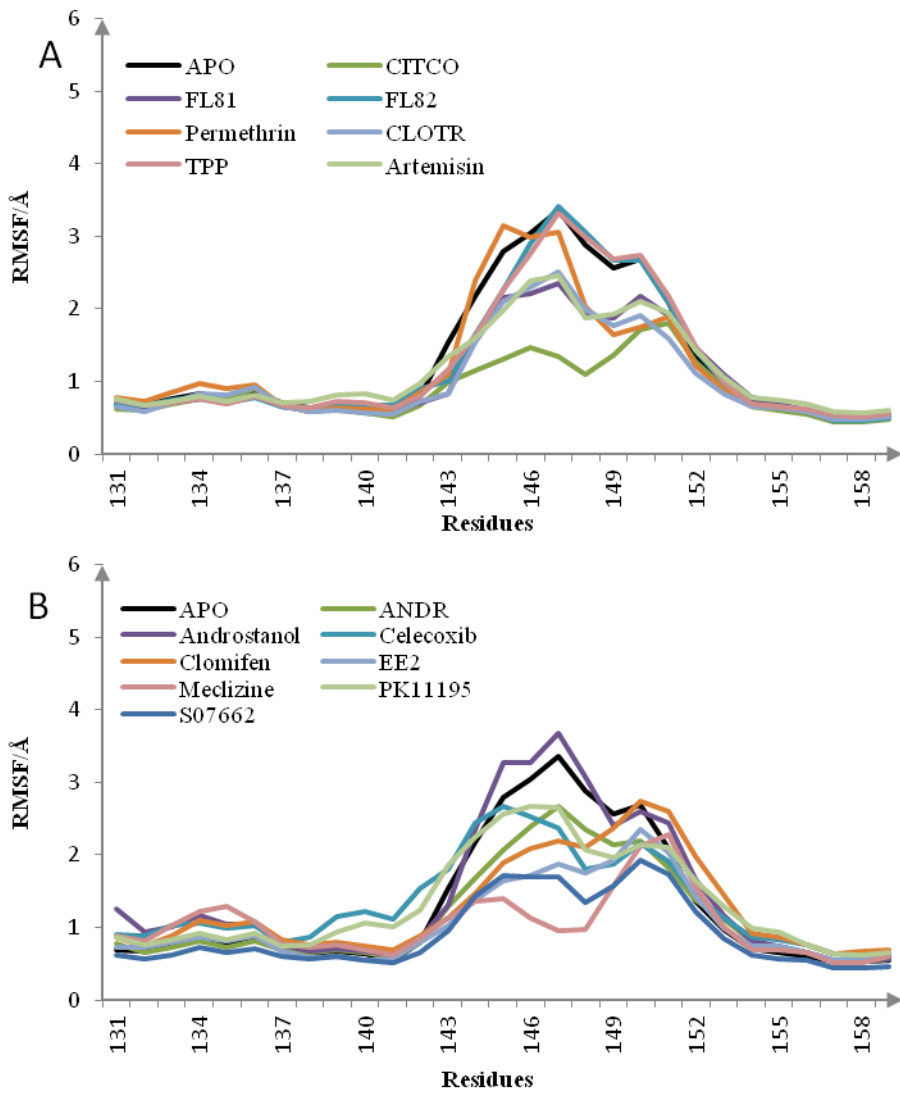 A
6
5
4
3
2
1
0
RMSF/Å
APO CITCO
FL81 FL82
Permethrin CLOTR
TPP Artemisin
131 134 137 140 143 146 149 152 155 158
Residues
B
6
5
4
3
2
1
0
RMSF/Å
APO ANDR
Androstanol Celecoxib
Clomifen EE2
Meclizine PK11195
S07662
131 134 137 140 143 146 149 152 155 158
Residues